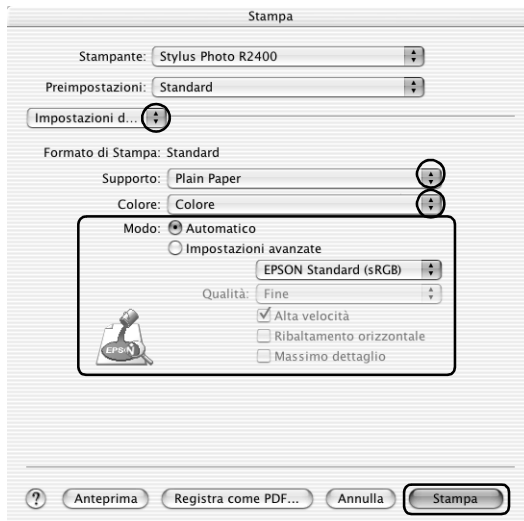 Stampa
Stampante: Stylus Photo R2400
Preimpostazioni: Standard
Impostazioni d...
Formato di Stampa: Standard
Supporto: Plain Paper
Colore: Colore
Modo: Automatico
Impostazioni avanzate
EPSON Standard (sRGB)
Qualità: Fine
Alta velocità
Ribaltamento orizzontale
Massimo dettaglio
EPSON
? Anteprima Registra come PDF... Annulla Stampa